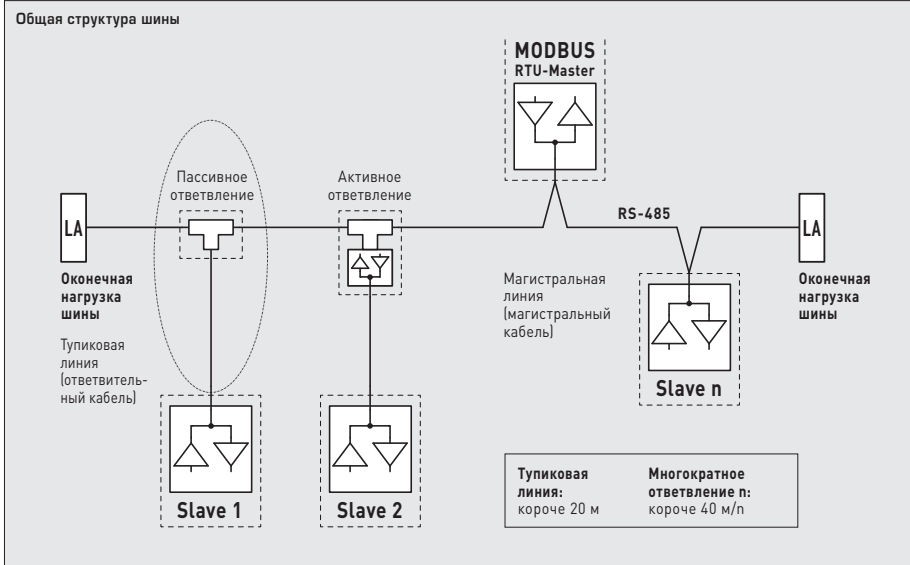 Общая структура шины
MODBUS
RTU-Master
Пассивное
ответвление
Активное
ответвление
RS-485
LA
LA
Оконечная
нагрузка
шины
Магистральная
линия
(магистральный
кабель)
Оконечная
нагрузка
шины
Тупиковая
линия
(ответвитель-
ный кабель)
Slave n
Slave 1
Slave 2
Тупиковая
линия:
короче 20 м
Многократное
ответвление n:
короче 40 м/n